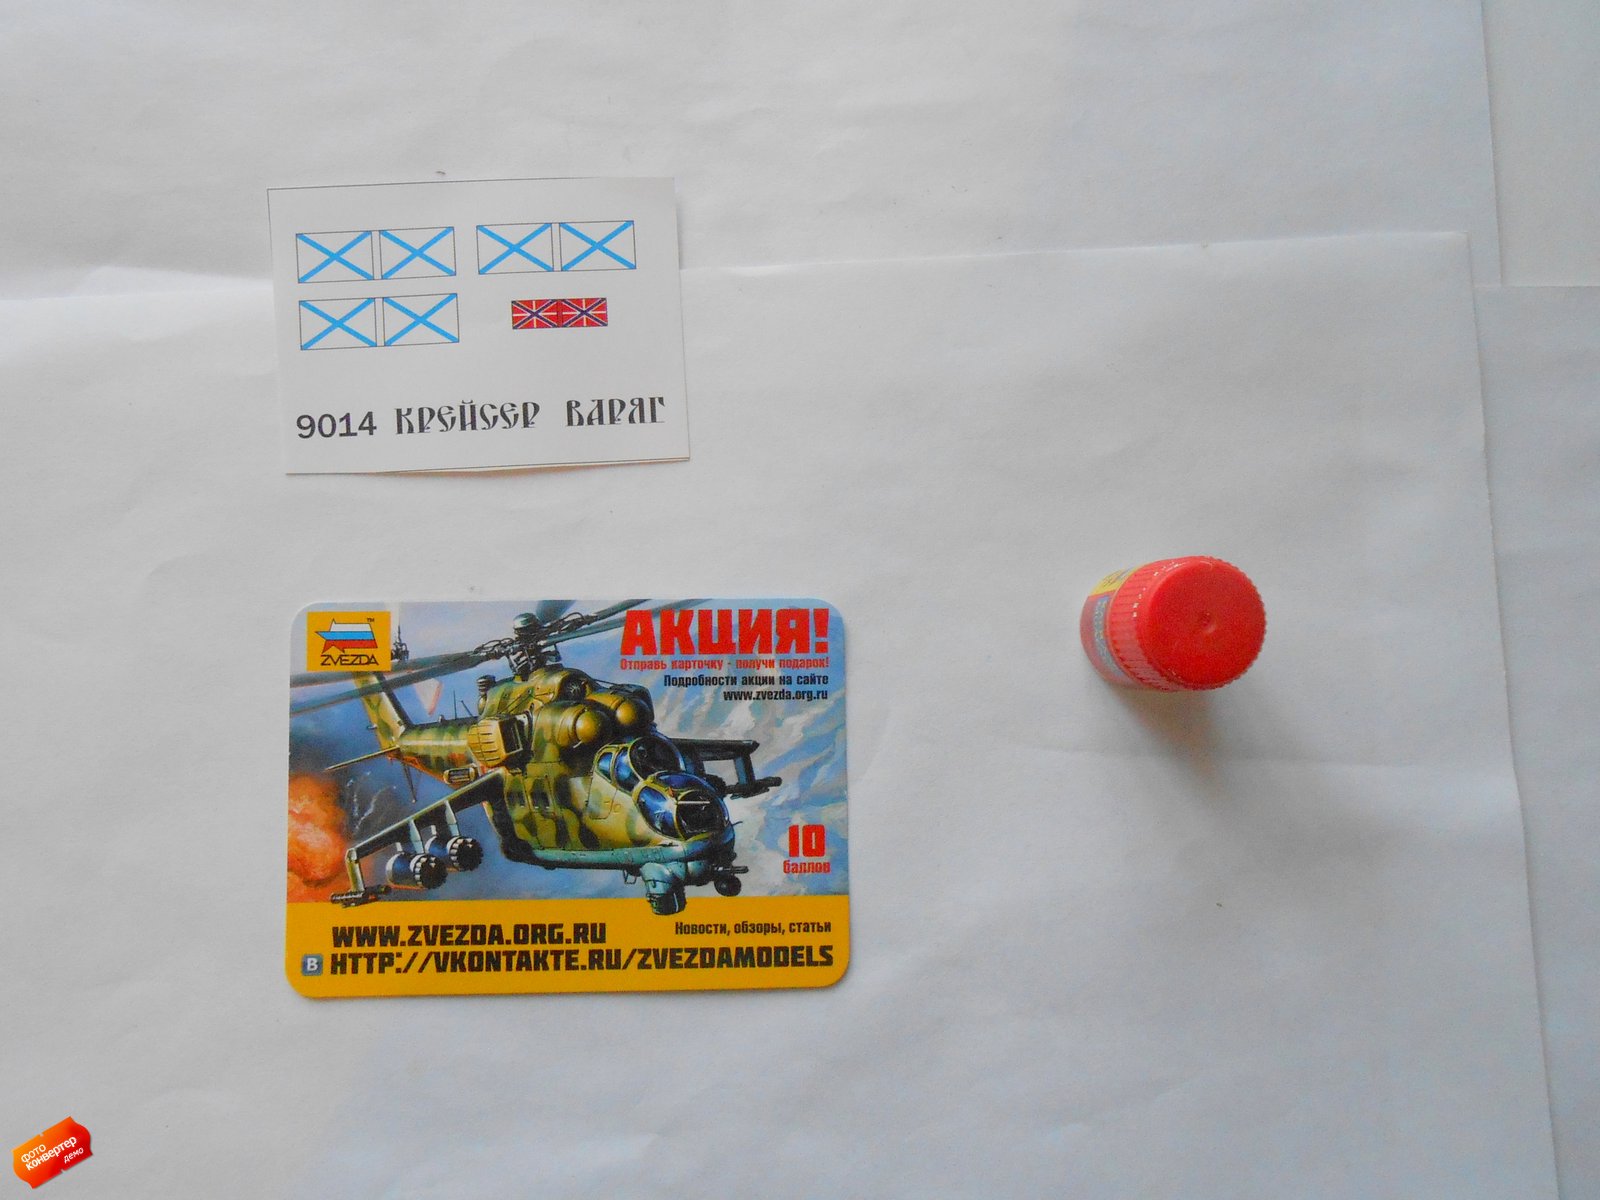 9014 КРЕЙСЕР ВАРЯГ
ZVEZDA
TM
АКЦИЯ!
Отправь карточку - получи подарок!
Подробности акции на сайте
www.zvezda.org.ru
10
баллов
WWW.ZVEZDA.ORG.RU
Новости, обзоры, статьи
В HTTP://VKONTAKTE.RU/ZVEZDAMODELS
фото
конвертер
демо